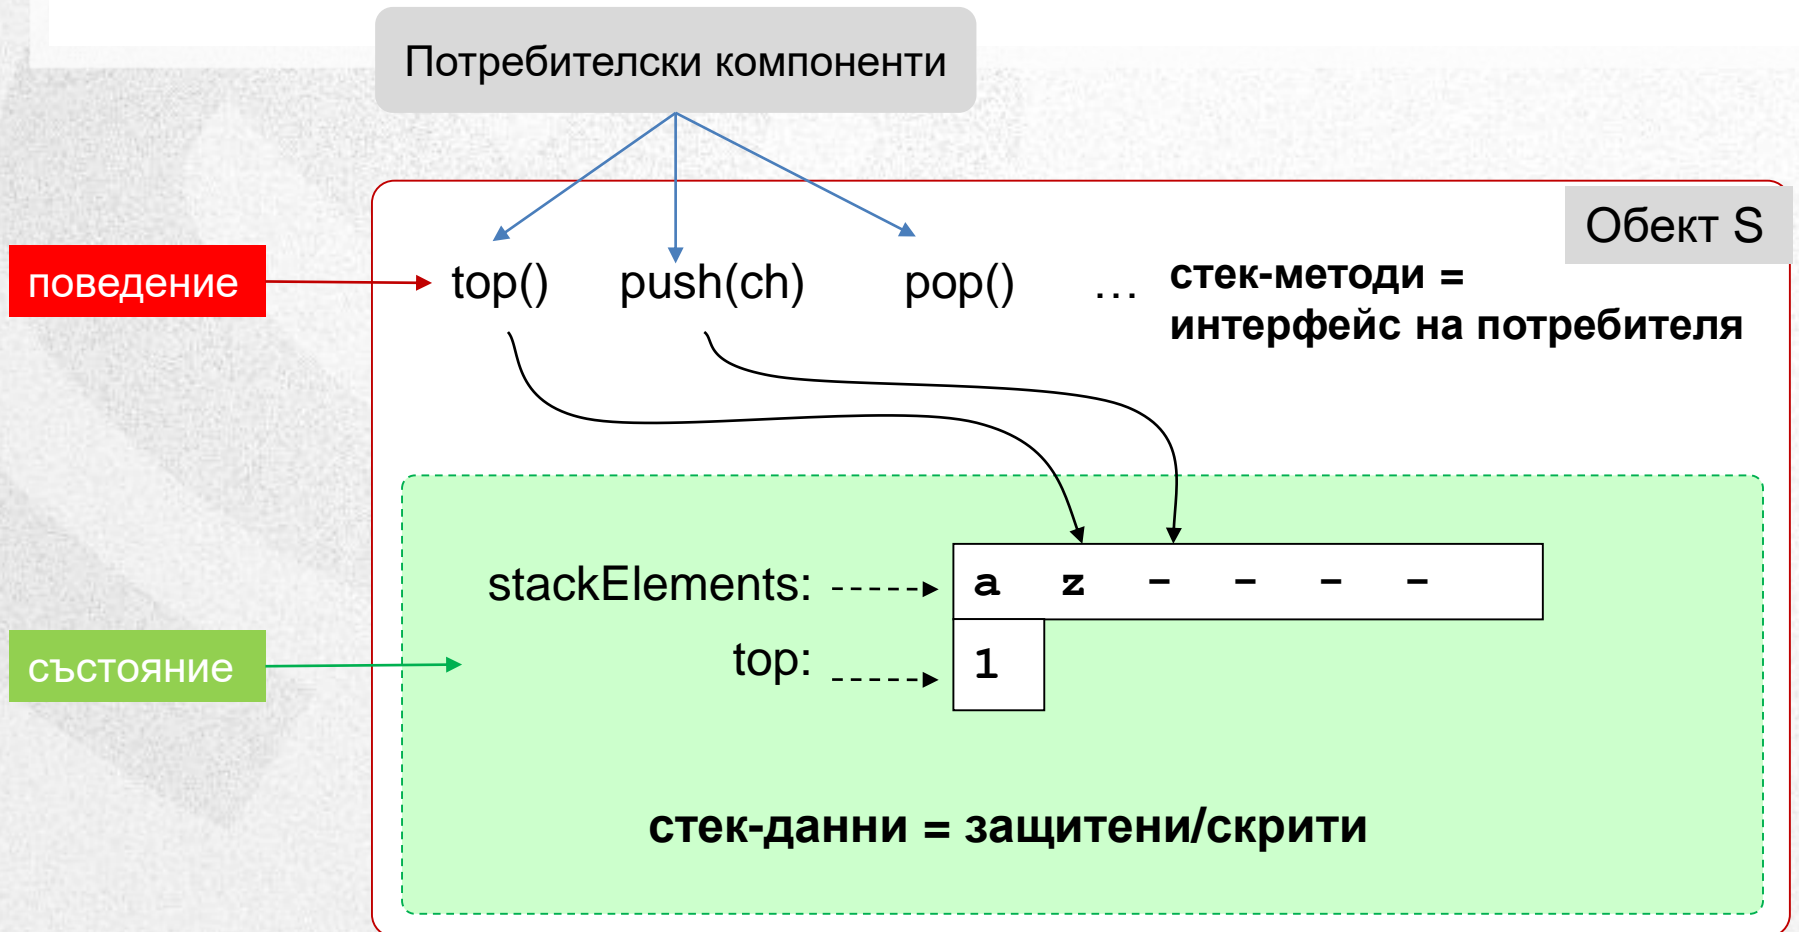 Потребителски компоненти
Обект S
поведение
top() push(ch) pop() …
стек-методи =
интерфейс на потребителя
stackElements: a z - - - -
състояние
top: 1
стек-данни = защитени/скрити